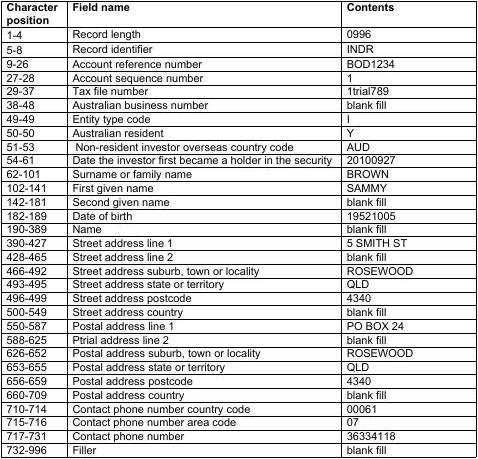 Character position Field name Contents
1-4 Record length 0996
5-8 Record identifier INDR
9-26 Account reference number BOD1234
27-28 Account sequence number 1
29-37 Tax file number 1trial789
38-48 Australian business number blank fill
49-49 Entity type code I
50-50 Australian resident Y
51-53 Non-resident investor overseas country code AUD
54-61 Date the investor first became a holder in the security 20100927
62-101 Surname or family name BROWN
102-141 First given name SAMMY
142-181 Second given name blank fill
182-189 Date of birth 19521005
190-389 Name blank fill
390-427 Street address line 1 5 SMITH ST
428-465 Street address line 2 blank fill
466-492 Street address suburb, town or locality ROSEWOOD
493-495 Street address state or territory QLD
496-499 Street address postcode 4340
500-549 Street address country blank fill
550-587 Postal address line 1 PO BOX 24
588-625 Ptrial address line 2 blank fill
626-652 Postal address suburb, town or locality ROSEWOOD
653-655 Postal address state or territory QLD
656-659 Postal address postcode 4340
660-709 Postal address country blank fill
710-714 Contact phone number country code 00061
715-716 Contact phone number area code 07
717-731 Contact phone number 36334118
732-996 Filler blank fill